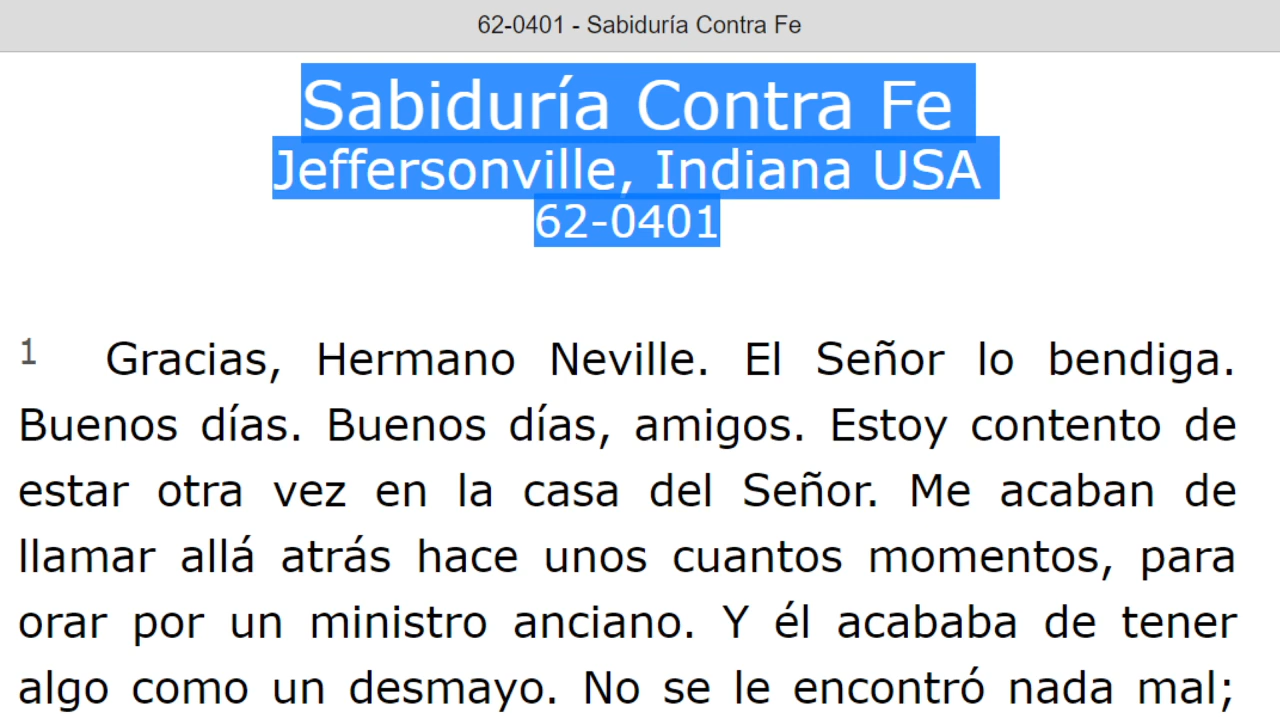 62-0401 - Sabiduría Contra Fe
Sabiduría Contra Fe
Jeffersonville, Indiana USA
62-0401
1 Gracias, Hermano Neville. El Señor lo bendiga.
Buenos días. Buenos días, amigos. Estoy contento de
estar otra vez en la casa del Señor. Me acaban de
llamar allá atrás hace unos cuantos momentos, para
orar por un ministro anciano. Y él acababa de tener
algo como un desmayo. No se le encontró nada mal;